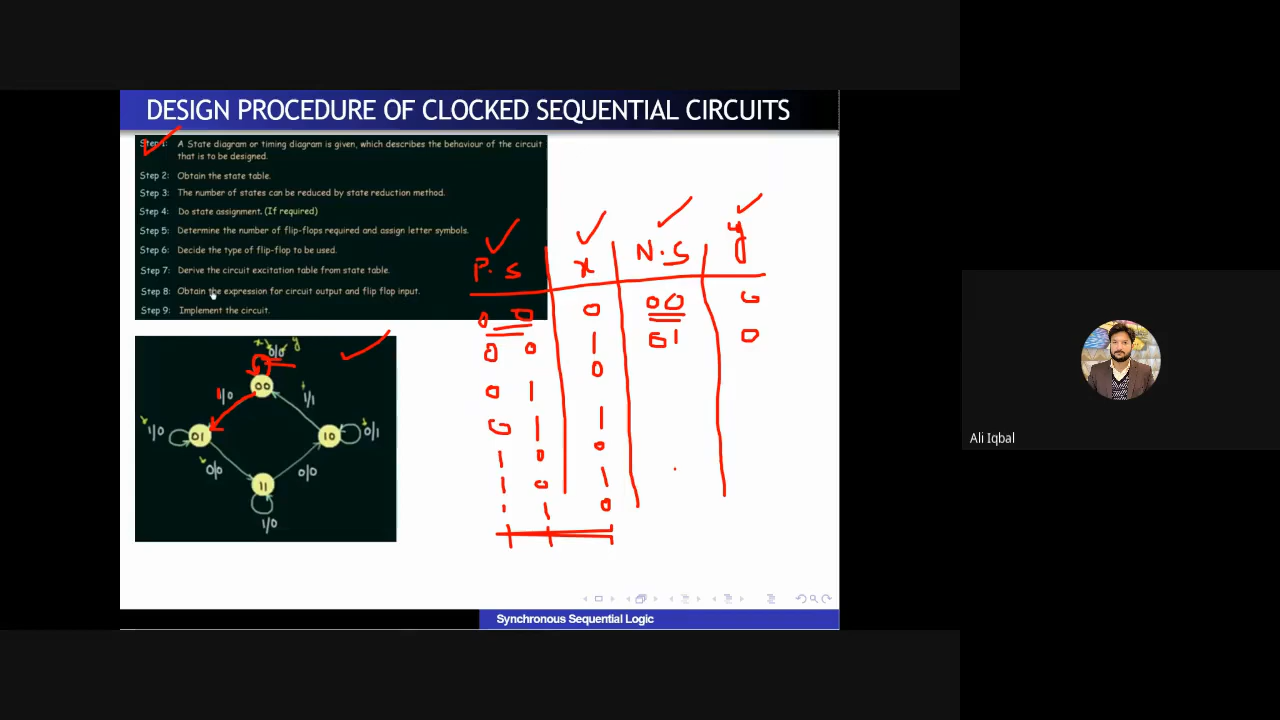 DESIGN PROCEDURE OF CLOCKED SEQUENTIAL CIRCUITS
Step 1: A State diagram or timing diagram is given, which describes the behaviour of the circuit
that is to be designed.
Step 2: Obtain the state table.
Step 3: The number of states can be reduced by state reduction method.
Step 4: Do state assignment. (If required)
Step 5: Determine the number of flip-flops required and assign letter symbols.
Step 6: Decide the type of flip-flop to be used.
Step 7: Derive the circuit excitation table from state table.
Step 8: Obtain the expression for circuit output and flip flop input.
Step 9: Implement the circuit.
P.S x N.S y
0 0 0 00 0
0 0 1 01 0
0 1 0
0 1 1
1 0 0
1 0 1
1 1 0
x y
0/0
00
1/0 1/1
1/0 01 10 0/1
0/0 0/0
11
1/0
Ali Iqbal
Synchronous Sequential Logic